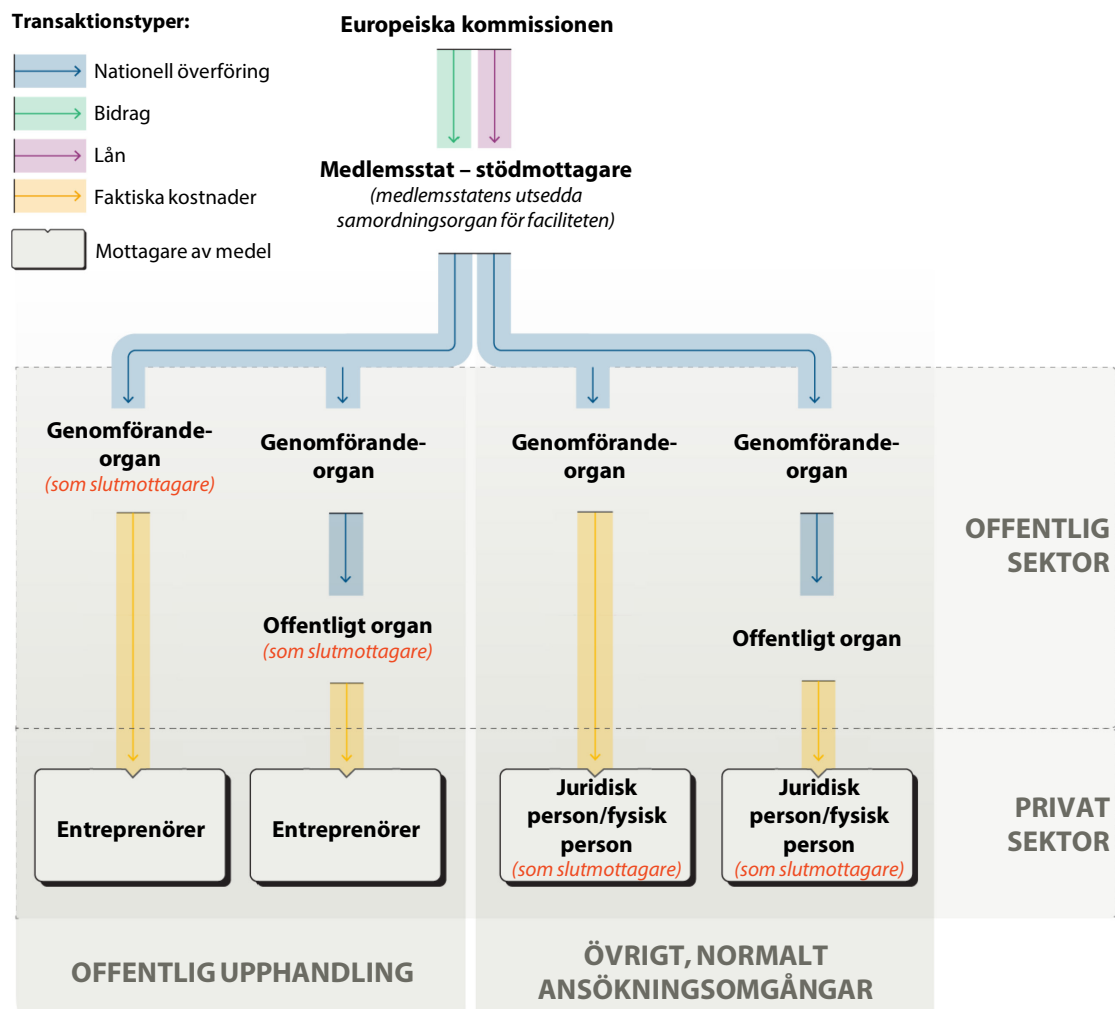 Transaktionstyper:
Nationell överföring
Bidrag
Lån
Faktiska kostnader
Mottagare av medel
Europeiska kommissionen
Medlemsstat – stödmottagare
(medlemsstatens utsedda
samordningsorgan för faciliteten)
Genomförande-
organ
(som slutmottagare)
Genomförande-
organ
Genomförande-
organ
Genomförande-
organ
OFFENTLIG
SEKTOR
Offentligt organ
(som slutmottagare)
Offentligt organ
Entreprenörer
Entreprenörer
Juridisk
person/fysisk
person
(som slutmottagare)
Juridisk
person/fysisk
person
(som slutmottagare)
PRIVAT
SEKTOR
OFFENTLIG UPPHANDLING
ÖVRIGT, NORMALT
ANSÖKNINGSOMGÅNGAR